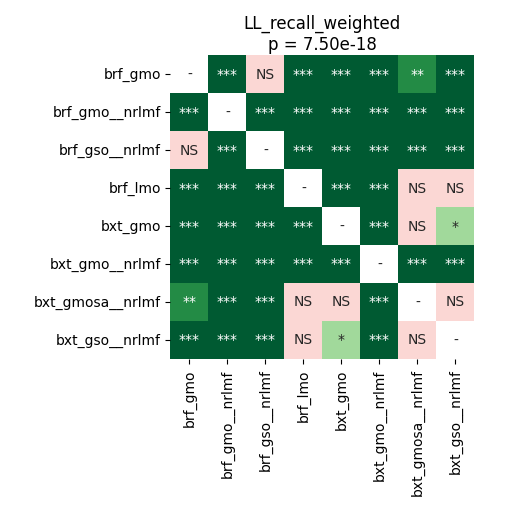 LL_recall_weighted
p = 7.50e-18
brf_gmo - *** NS *** *** *** ** ***
brf_gmo__nrlmf *** - *** *** *** *** *** ***
brf_gso__nrlmf NS *** - *** *** *** *** ***
brf_lmo *** *** *** - *** *** NS NS
bxt_gmo *** *** *** *** - *** NS *
bxt_gmo__nrlmf *** *** *** *** *** - *** ***
bxt_gmosa__nrlmf ** *** *** NS NS *** - NS
bxt_gso__nrlmf *** *** *** NS * *** NS -
brf_gmo
brf_gmo__nrlmf
brf_gso__nrlmf
brf_lmo
bxt_gmo
bxt_gmo__nrlmf
bxt_gmosa__nrlmf
bxt_gso__nrlmf